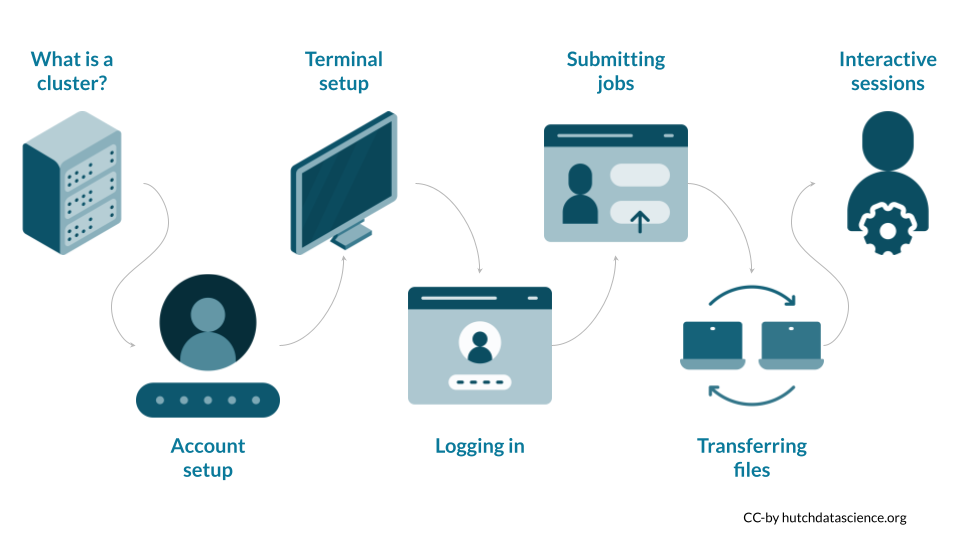 What is a
cluster?
Account
setup
Terminal
setup
Logging in
Submitting
jobs
Transferring
files
Interactive
sessions
CC-by hutchdatascience.org